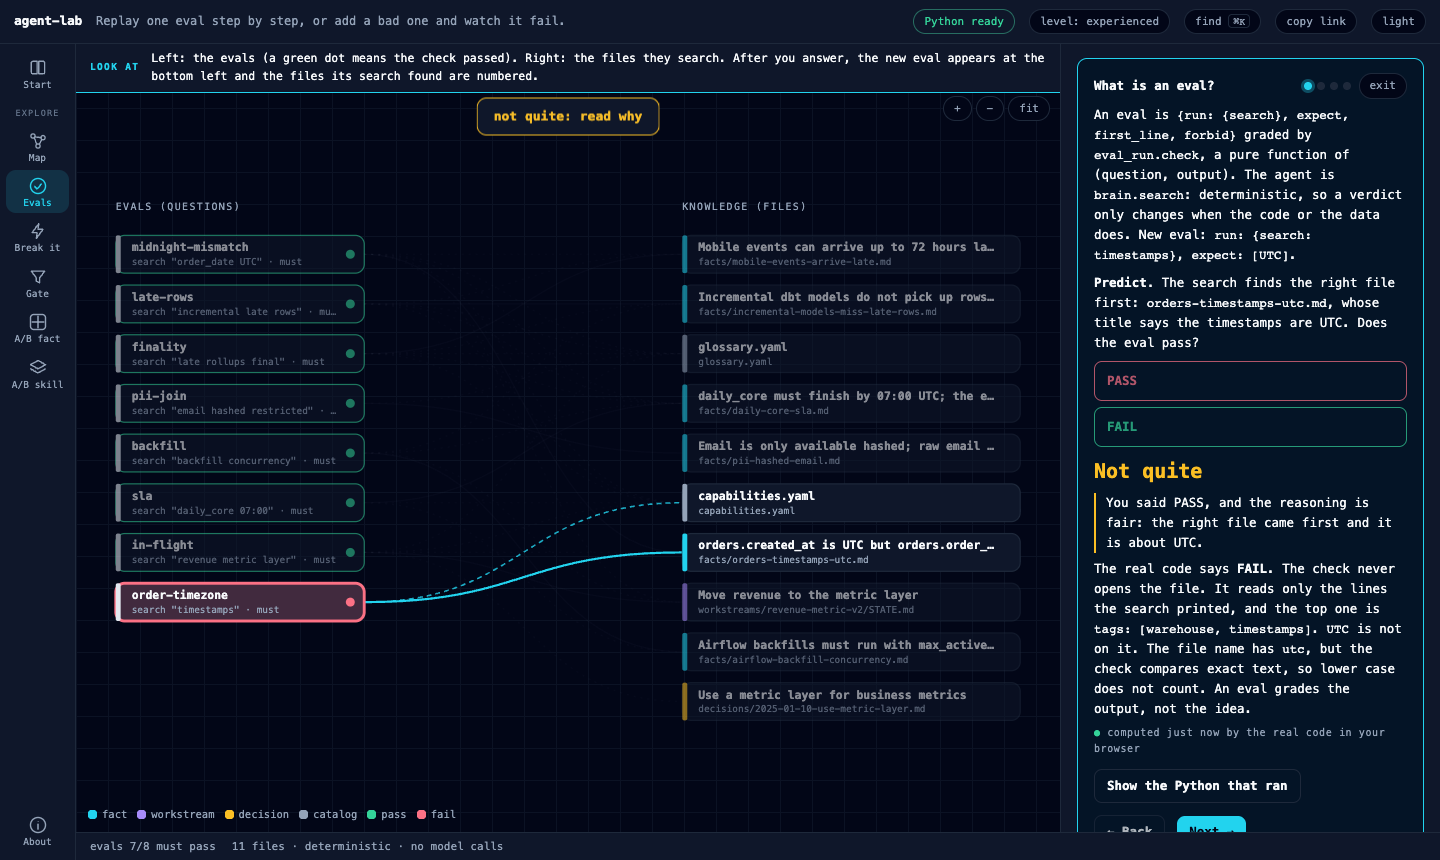 agent-lab Replay one eval step by step, or add a bad one and watch it fail.
Python ready
level: experienced
find ⌘K
copy link
light
Start
EXPLORE
Map
Evals
Break it
Gate
A/B fact
A/B skill
About
LOOK AT
Left: the evals (a green dot means the check passed). Right: the files they search. After you answer, the new eval appears at the
bottom left and the files its search found are numbered.
not quite: read why
+
−
fit
EVALS (QUESTIONS)
midnight-mismatch
search "order_date UTC" · must
late-rows
search "incremental late rows" · mu…
finality
search "late rollups final" · must
pii-join
search "email hashed restricted" · …
backfill
search "backfill concurrency" · must
sla
search "daily_core 07:00" · must
in-flight
search "revenue metric layer" · must
order-timezone
search "timestamps" · must
KNOWLEDGE (FILES)
Mobile events can arrive up to 72 hours la…
facts/mobile-events-arrive-late.md
Incremental dbt models do not pick up rows…
facts/incremental-models-miss-late-rows.md
glossary.yaml
glossary.yaml
daily_core must finish by 07:00 UTC; the e…
facts/daily-core-sla.md
Email is only available hashed; raw email …
facts/pii-hashed-email.md
capabilities.yaml
capabilities.yaml
orders.created_at is UTC but orders.order_…
facts/orders-timestamps-utc.md
Move revenue to the metric layer
workstreams/revenue-metric-v2/STATE.md
Airflow backfills must run with max_active…
facts/airflow-backfill-concurrency.md
Use a metric layer for business metrics
decisions/2025-01-10-use-metric-layer.md
fact
workstream
decision
catalog
pass
fail
evals 7/8 must pass 11 files · deterministic · no model calls
What is an eval?
exit
An eval is {run: {search}, expect,
first_line, forbid} graded by
eval_run.check, a pure function of
(question, output). The agent is
brain.search: deterministic, so a verdict
only changes when the code or the data
does. New eval: run: {search:
timestamps}, expect: [UTC].
Predict. The search finds the right file
first: orders-timestamps-utc.md, whose
title says the timestamps are UTC. Does
the eval pass?
PASS
FAIL
Not quite
You said PASS, and the reasoning is
fair: the right file came first and it
is about UTC.
The real code says FAIL. The check never
opens the file. It reads only the lines
the search printed, and the top one is
tags: [warehouse, timestamps]. UTC is not
on it. The file name has utc, but the
check compares exact text, so lower case
does not count. An eval grades the
output, not the idea.
computed just now by the real code in your
browser
Show the Python that ran
← Back
Next →